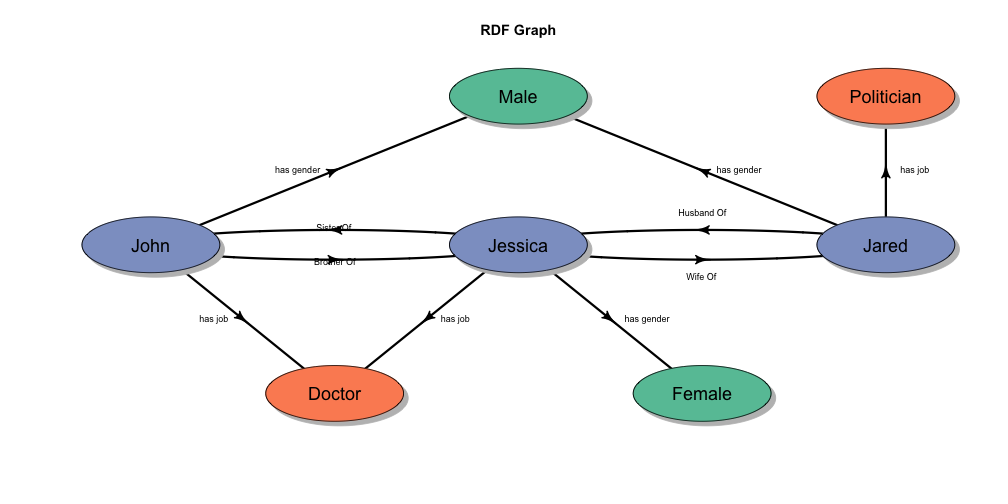 RDF Graph
Male
Politician
has gender
has gender
has job
Husband Of
Sister Of
John
Jessica
Jared
Brother Of
Wife Of
has job
has job
has gender
Doctor
Female